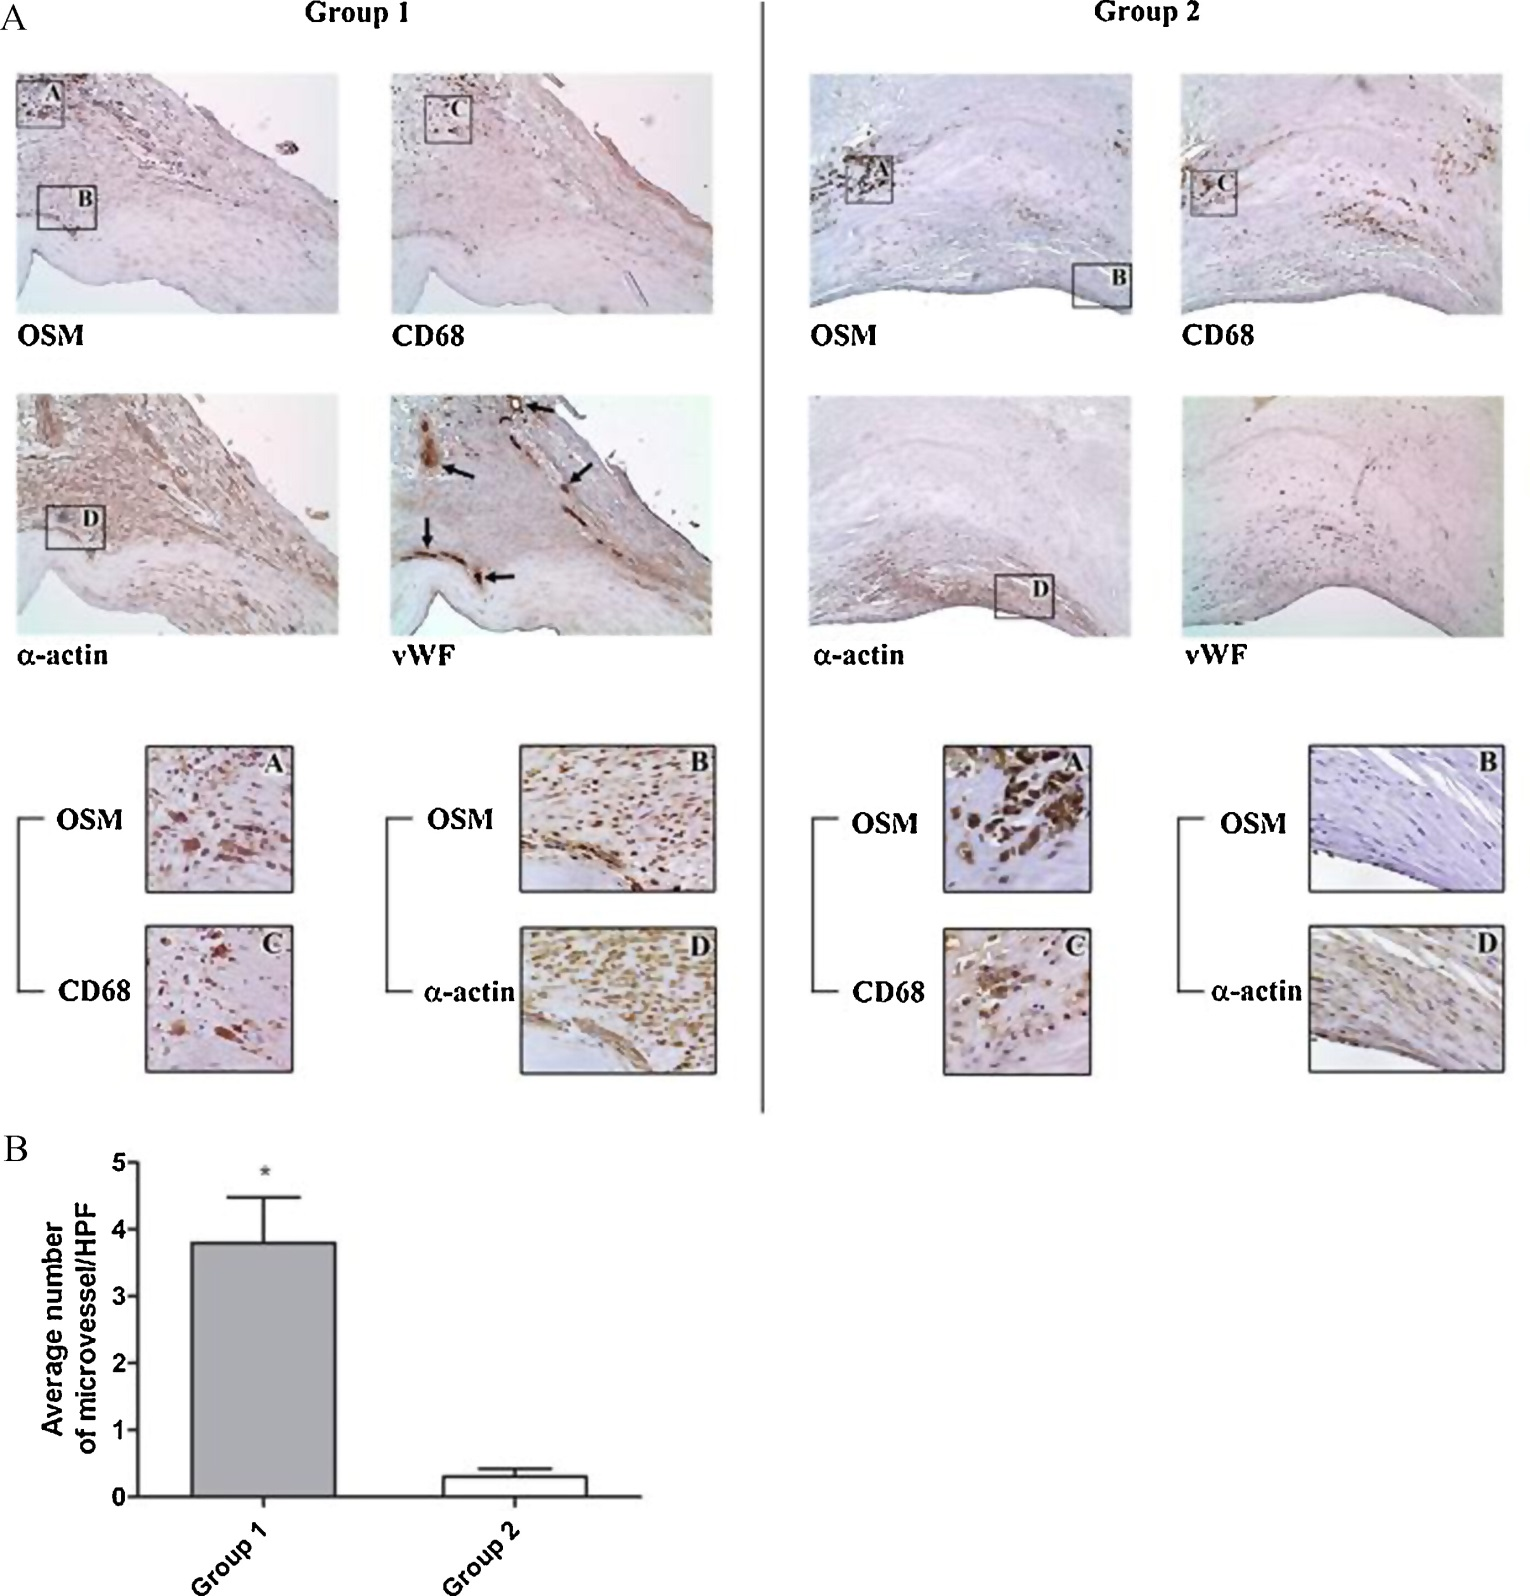 A
Group 1
Group 2
A
B
C
A
B
C
OSM
CD68
OSM
CD68
D
D
α-actin
vWF
α-actin
vWF
A
B
A
B
OSM
OSM
OSM
OSM
C
D
C
D
CD68
α-actin
CD68
α-actin
B
Average number
of microvessel/HPF
5
4
3
2
1
0
*
Group 1
Group 2